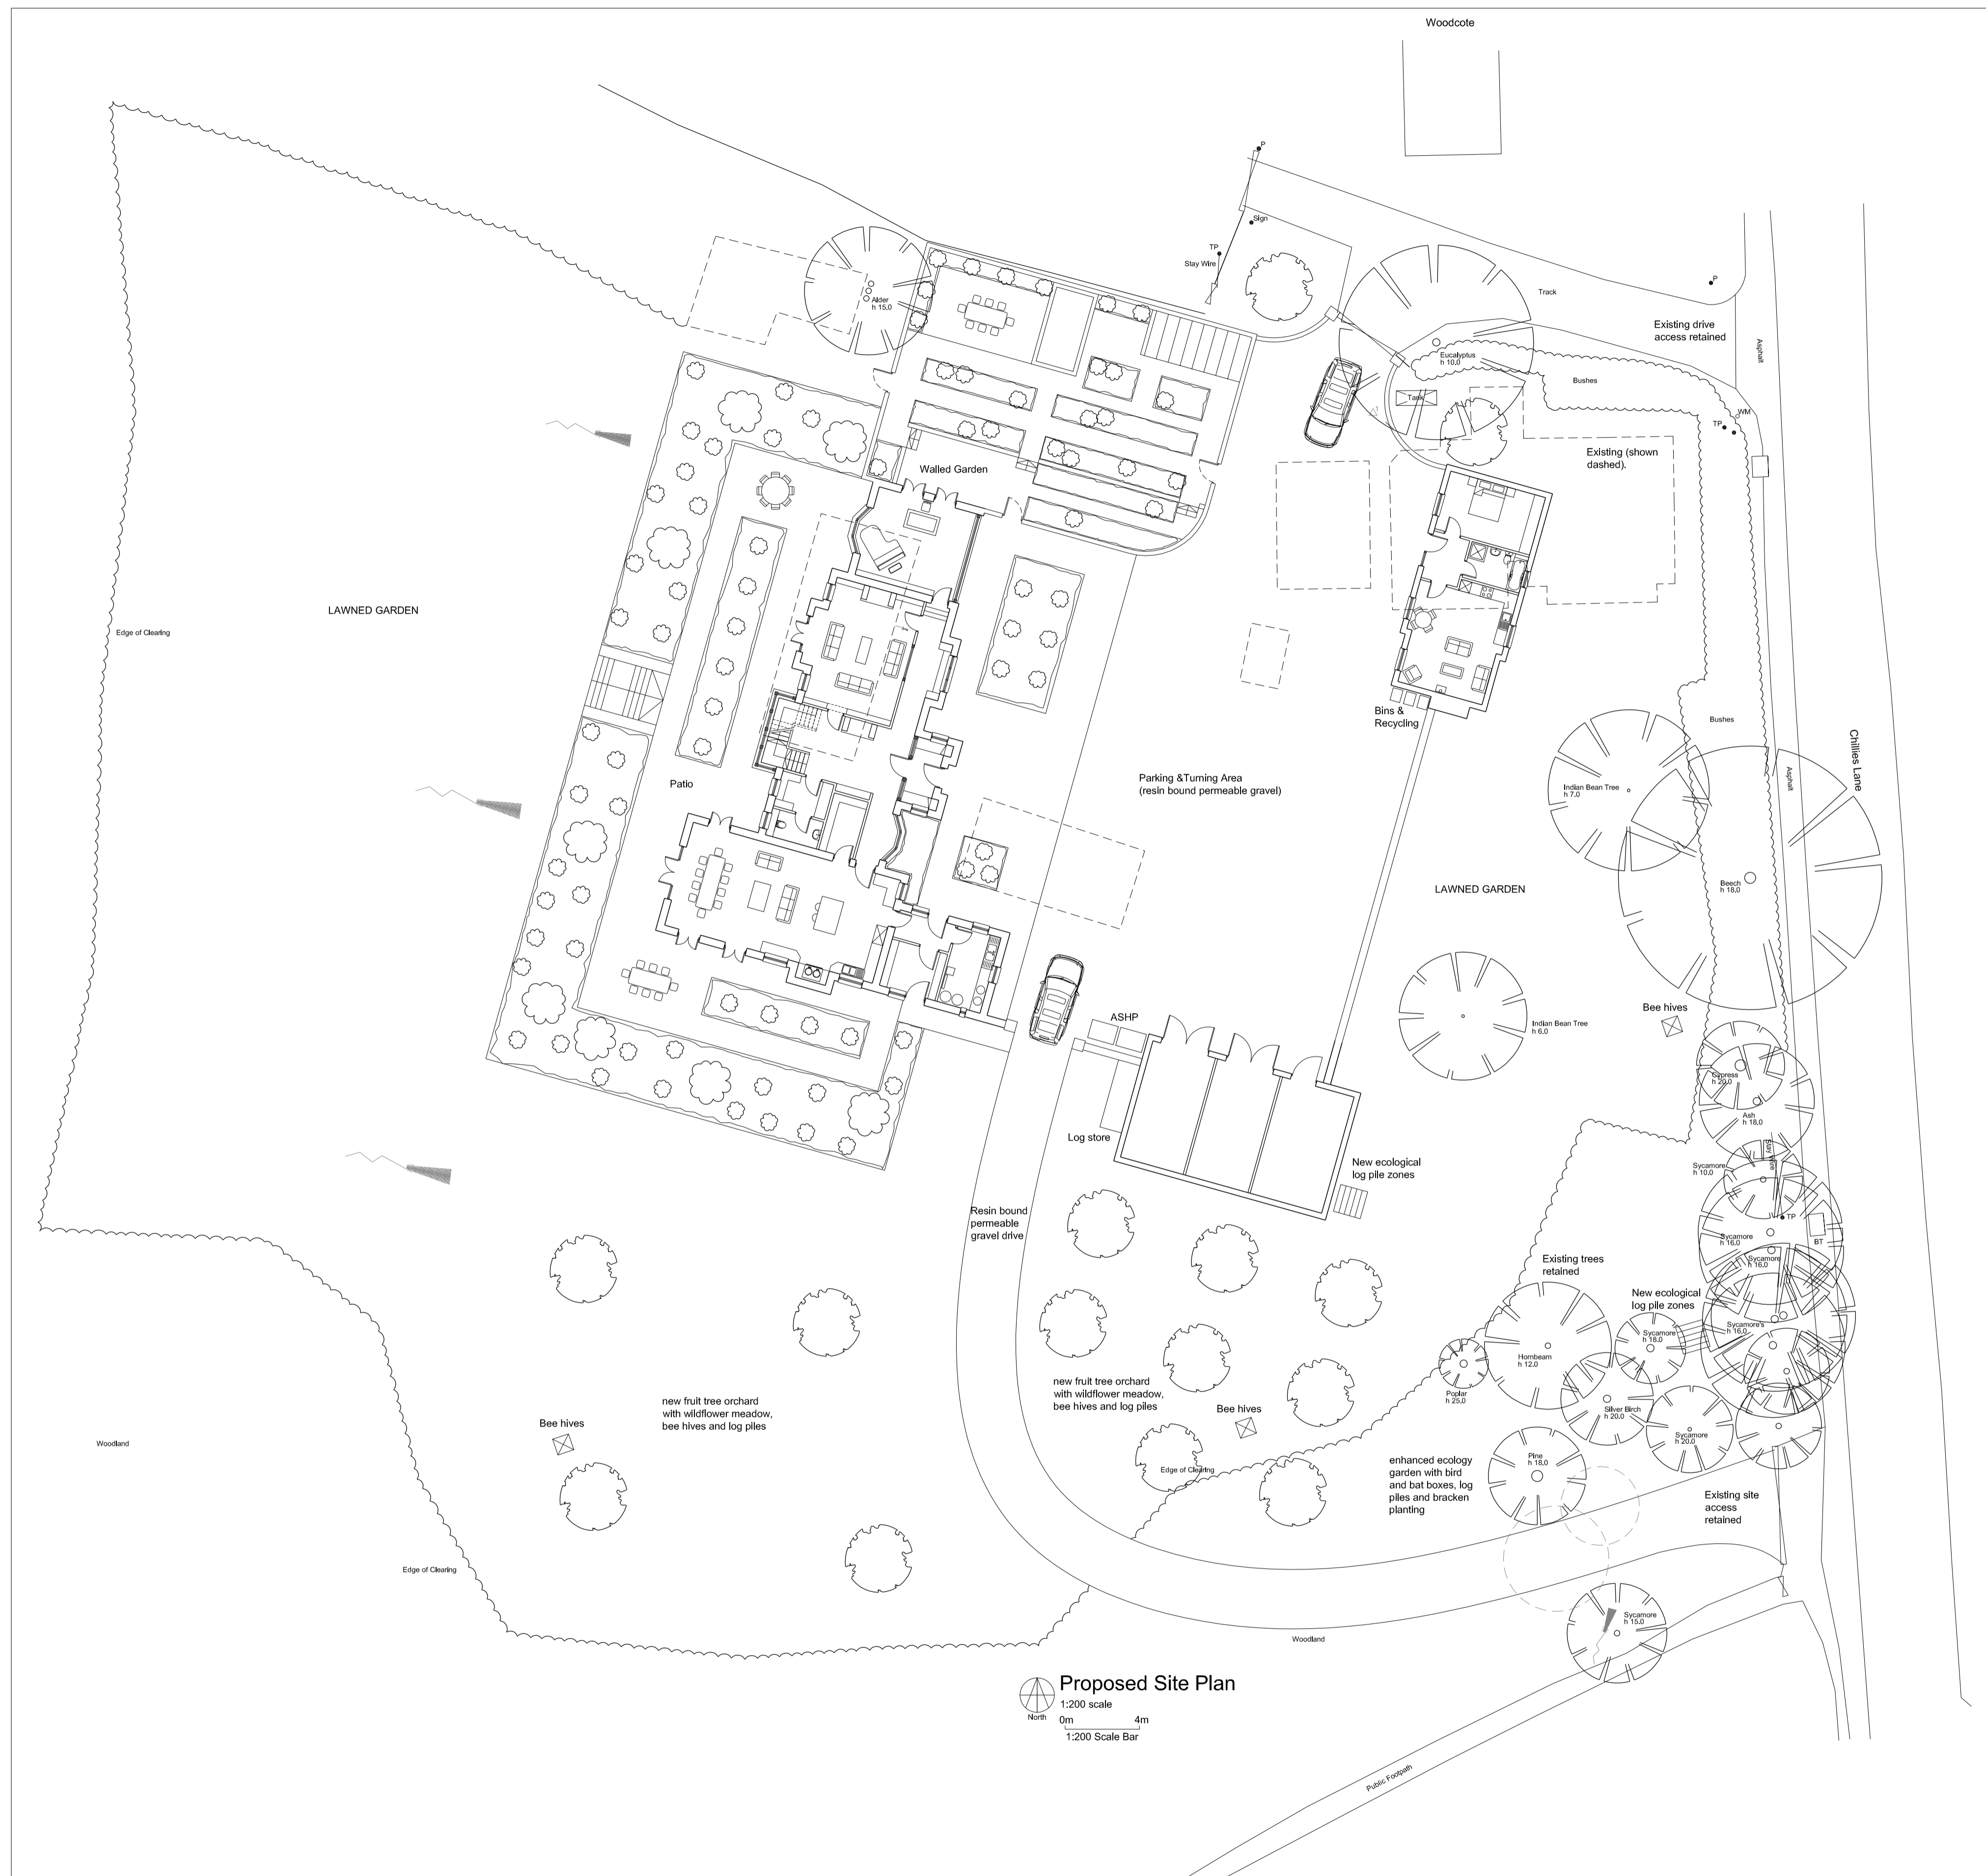 Woodcote
P
Sign
TP
Stay Wire
P
Track
Alder
h 15.0
Existing drive
access retained
Asphalt
Eucalyptus
h 10.0
Bushes
Tank
WM
TP
Existing (shown
dashed).
Walled Garden
LAWNED GARDEN
Edge of Clearing
Bins &
Recycling
Bushes
Chillies Lane
Asphalt
Patio
Parking &Turning Area
(resin bound permeable gravel)
Indian Bean Tree
h 7.0
Beech
h 18.0
LAWNED GARDEN
Bee hives
ASHP
Indian Bean Tree
h 6.0
Cypress
h 20.0
Ash
h 18.0
Log store
Stay Wire
New ecological
log pile zones
Sycamore
h 10.0
Resin bound
permeable
gravel drive
TP
Sycamore
h 16.0
BT
Existing trees
retained
Sycamore
h 16.0
New ecological
log pile zones
Sycamore's
h 16.0
Sycamore
h 18.0
Hornbeam
h 12.0
new fruit tree orchard
with wildflower meadow,
bee hives and log piles
Poplar
h 25.0
new fruit tree orchard
with wildflower meadow,
bee hives and log piles
Bee hives
Silver Birch
h 20.0
Bee hives
Sycamore
h 20.0
Woodland
Pine
h 18.0
Edge of Clearing
enhanced ecology
garden with bird
and bat boxes, log
piles and bracken
planting
Existing site
access
retained
Edge of Clearing
Sycamore
h 15.0
Woodland
Proposed Site Plan
1:200 scale
North
0m 4m
1:200 Scale Bar
Public Footpath